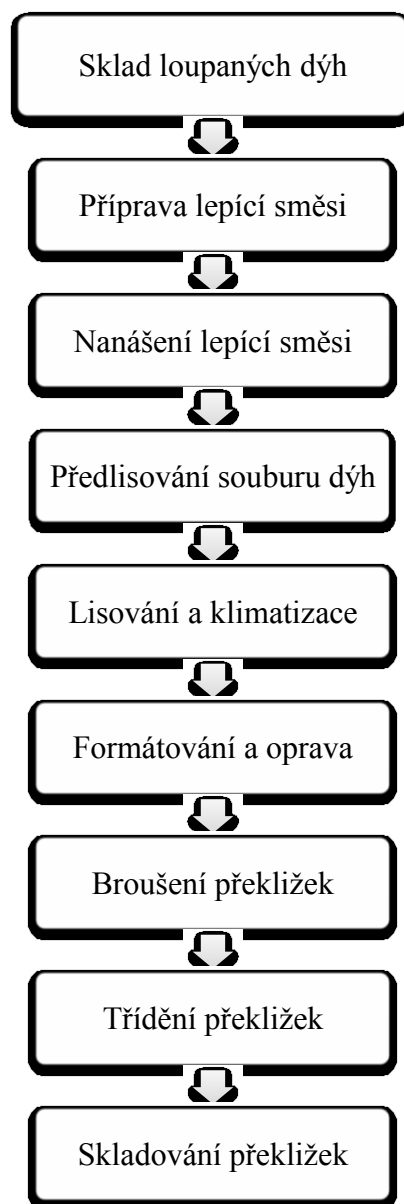 Sklad loupaných dýh
Příprava lepící směsi
Nanášení lepící směsi
Předlisování souburu dýh
Lisování a klimatizace
Formátování a oprava
Broušení překližek
Třídění překližek
Skladování překližek